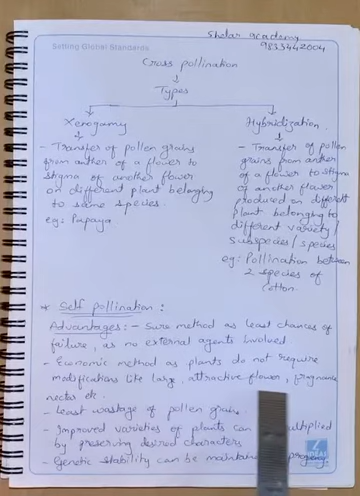 Shelar academy
9833442004
Setting Global Standards
Cross pollination
Types
Xenogamy
- Transfer of pollen grains
from anther of a flower to
stigma of another flower
on different plant belonging
to same species.
eg: Papaya
Hybridization.
- Transfer of pollen
grains from anther
of a flower to stigma
of another flower
produced on different
plant belonging to
different variety/
subspecies/species
eg: Pollination between
2 species of
Cotton.
* Self pollination:
Advantages: - Sure method as least chances of
failure, as no external agents involved
- Economic method as plants do not require
modifications like large, attractive flower, fragnance
nector etc.
- Least wastage of pollen grains.
- Improved varieties of plants can
by preserving desired characters
- Genetic stability can be